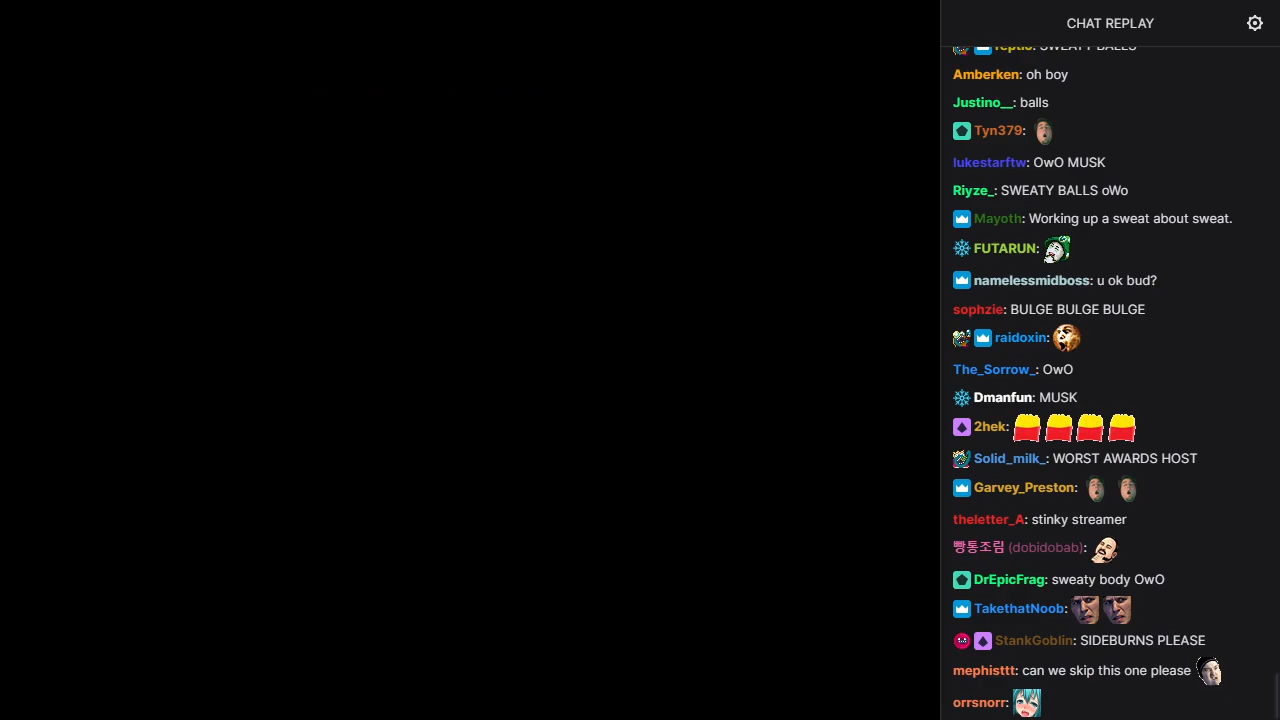 CHAT REPLAY
reptio: SWEATY BALLS
Amberken: oh boy
Justino__: balls
Tyn379:
lukestarftw: OwO MUSK
Riyze_: SWEATY BALLS oWo
Mayoth: Working up a sweat about sweat.
FUTARUN:
namelessmidboss: u ok bud?
sophzie: BULGE BULGE BULGE
raidoxin:
The_Sorrow_: OwO
Dmanfun: MUSK
2hek:
Solid_milk_: WORST AWARDS HOST
Garvey_Preston:
theletter_A: stinky streamer
빵통조림 (dobidobab):
DrEpicFrag: sweaty body OwO
TakethatNoob:
StankGoblin: SIDEBURNS PLEASE
mephisttt: can we skip this one please
orrsnorr: